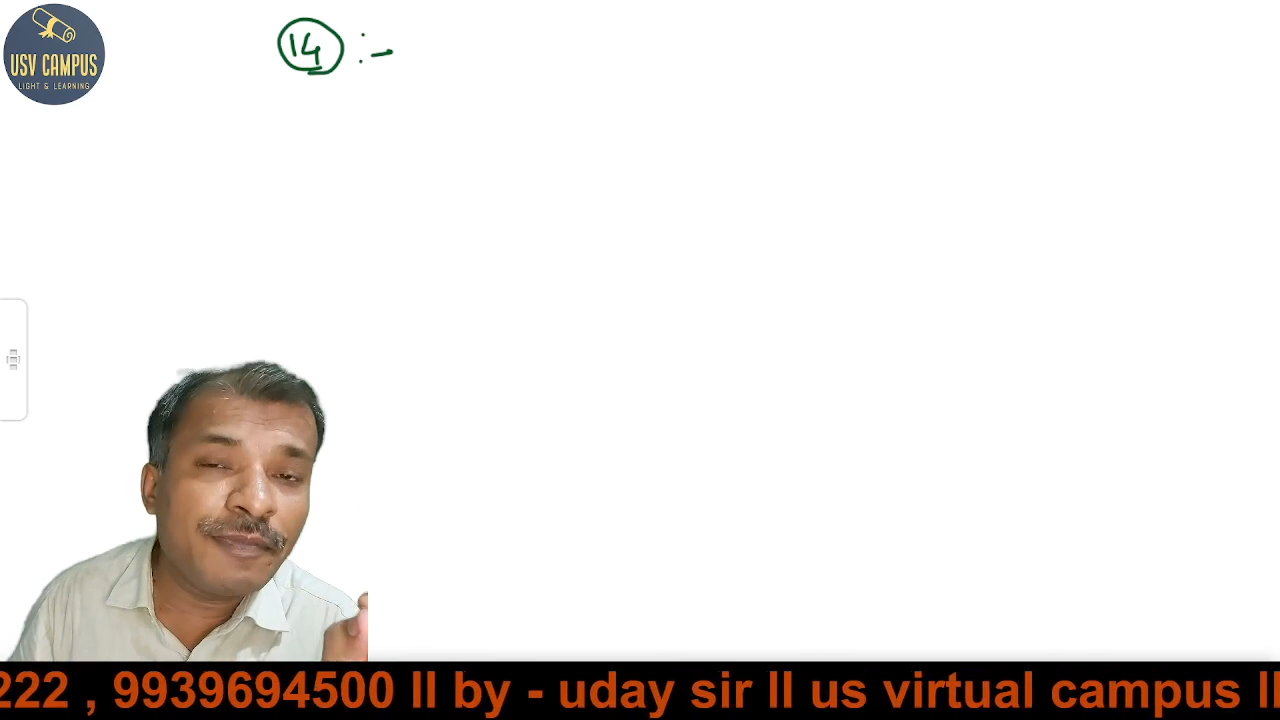 USV CAMPUS
LIGHT & LEARNING
14 :-
222 , 9939694500 ll by - uday sir ll us virtual campus ll